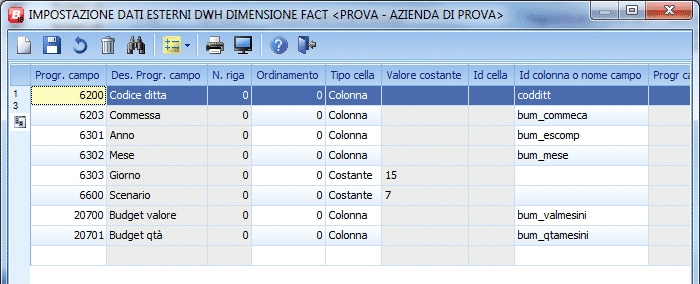 IMPOSTAZIONE DATI ESTERNI DWH DIMENSIONE FACT <PROVA - AZIENDA DI PROVA>
Progr. campo Des. Progr. campo N. riga Ordinamento Tipo cella Valore costante Id cella Id colonna o nome campo Progr ca
1 6200 Codice ditta 0 0 Colonna codditt
3 6203 Commessa 0 0 Colonna bum_commeca
6301 Anno 0 0 Colonna bum_escomp
6302 Mese 0 0 Colonna bum_mese
6303 Giorno 0 0 Costante 15
6600 Scenario 0 0 Costante 7
20700 Budget valore 0 0 Colonna bum_valmesini
20701 Budget qtà 0 0 Colonna bum_qtamesini